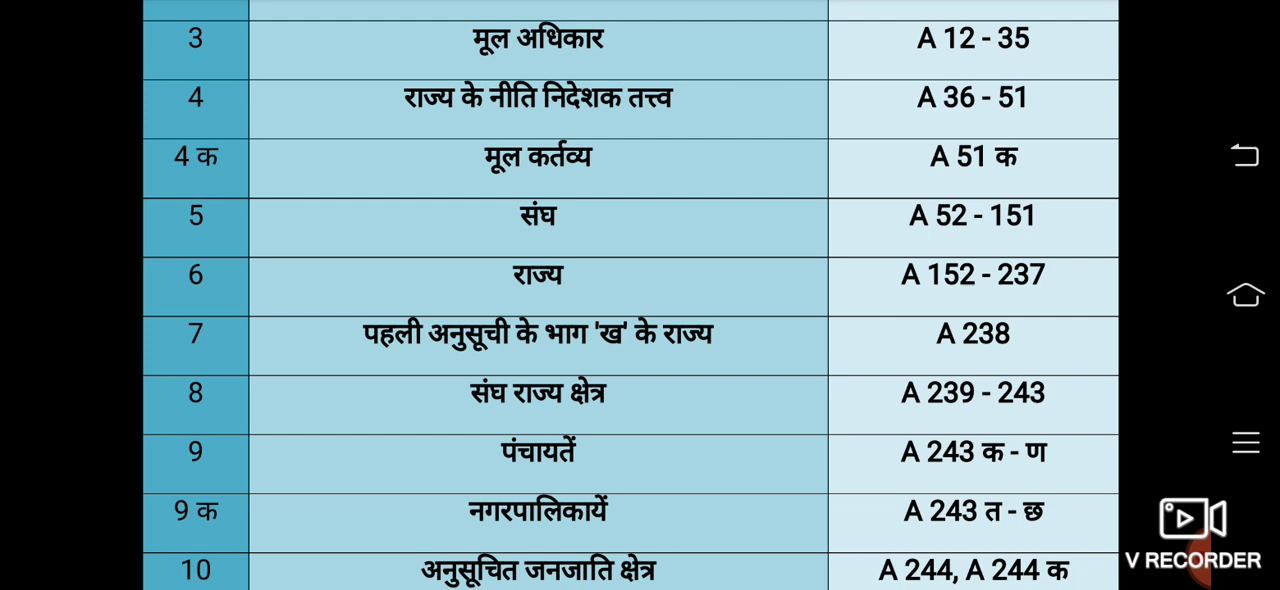 3 मूल अधिकार A 12 - 35
4 राज्य के नीति निदेशक तत्त्व A 36 - 51
4 क मूल कर्तव्य A 51 क
5 संघ A 52 - 151
6 राज्य A 152 - 237
7 पहली अनुसूची के भाग 'ख' के राज्य A 238
8 संघ राज्य क्षेत्र A 239 - 243
9 पंचायतें A 243 क - ण
9 क नगरपालिकायें A 243 त - छ
10 अनुसूचित जनजाति क्षेत्र A 244, A 244 क
V RECORDER